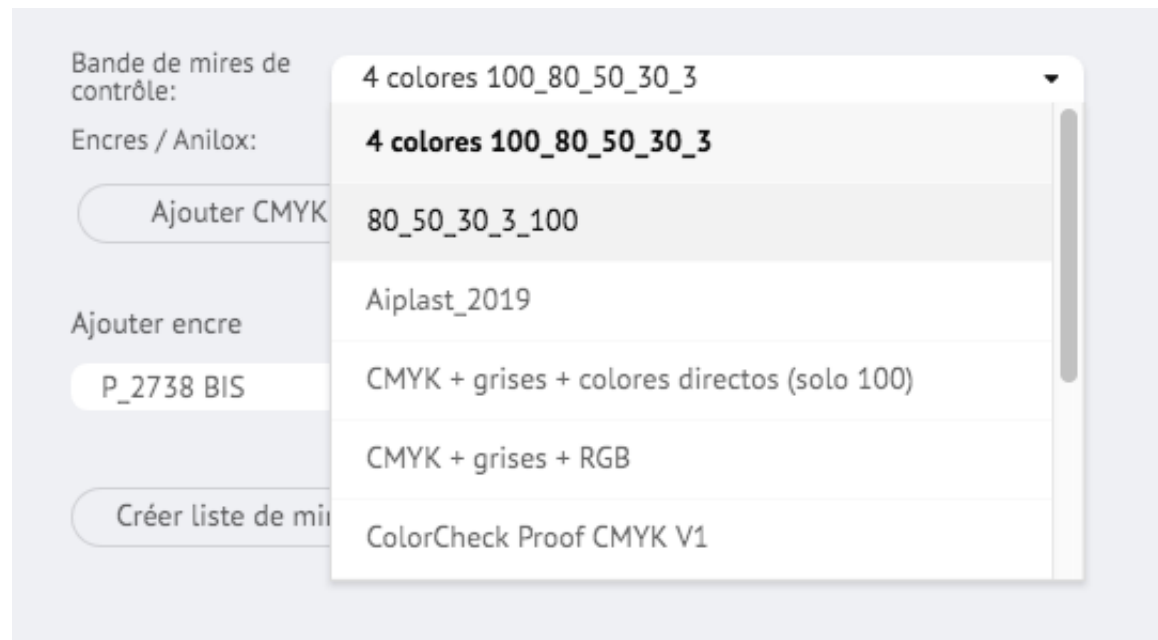 Bande de mires de
contrôle:
4 colores 100_80_50_30_3
Encres / Anilox:
4 colores 100_80_50_30_3
Ajouter CMYK
80_50_30_3_100
Aiplast_2019
Ajouter encre
CMYK + grises + colores directos (solo 100)
P_2738 BIS
CMYK + grises + RGB
Créer liste de
ColorCheck Proof CMYK V1